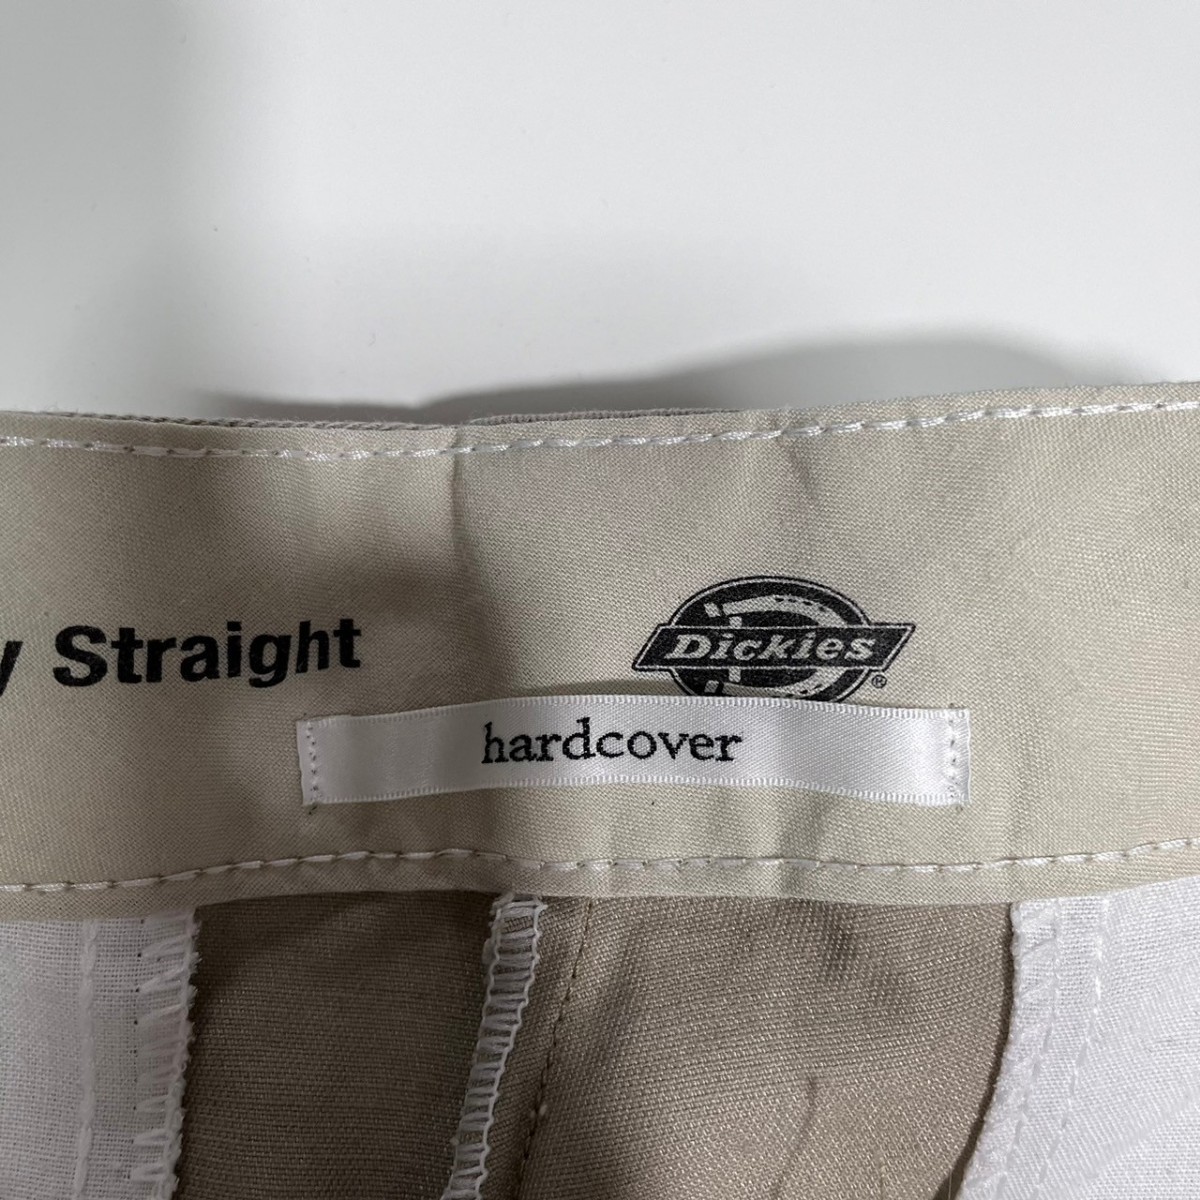 y Straight
Dickies
®
hardcover